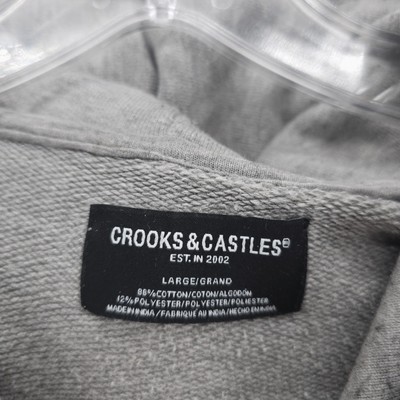 CROOKS & CASTLES®
EST. IN 2002
LARGE/GRAND
88% COTTON/COTON/ALGODÓN
12% POLYESTER/POLYESTER/POLIESTER
MADE IN INDIA / FABRIQUÉ AU INDIA / HECHO EN INDIA